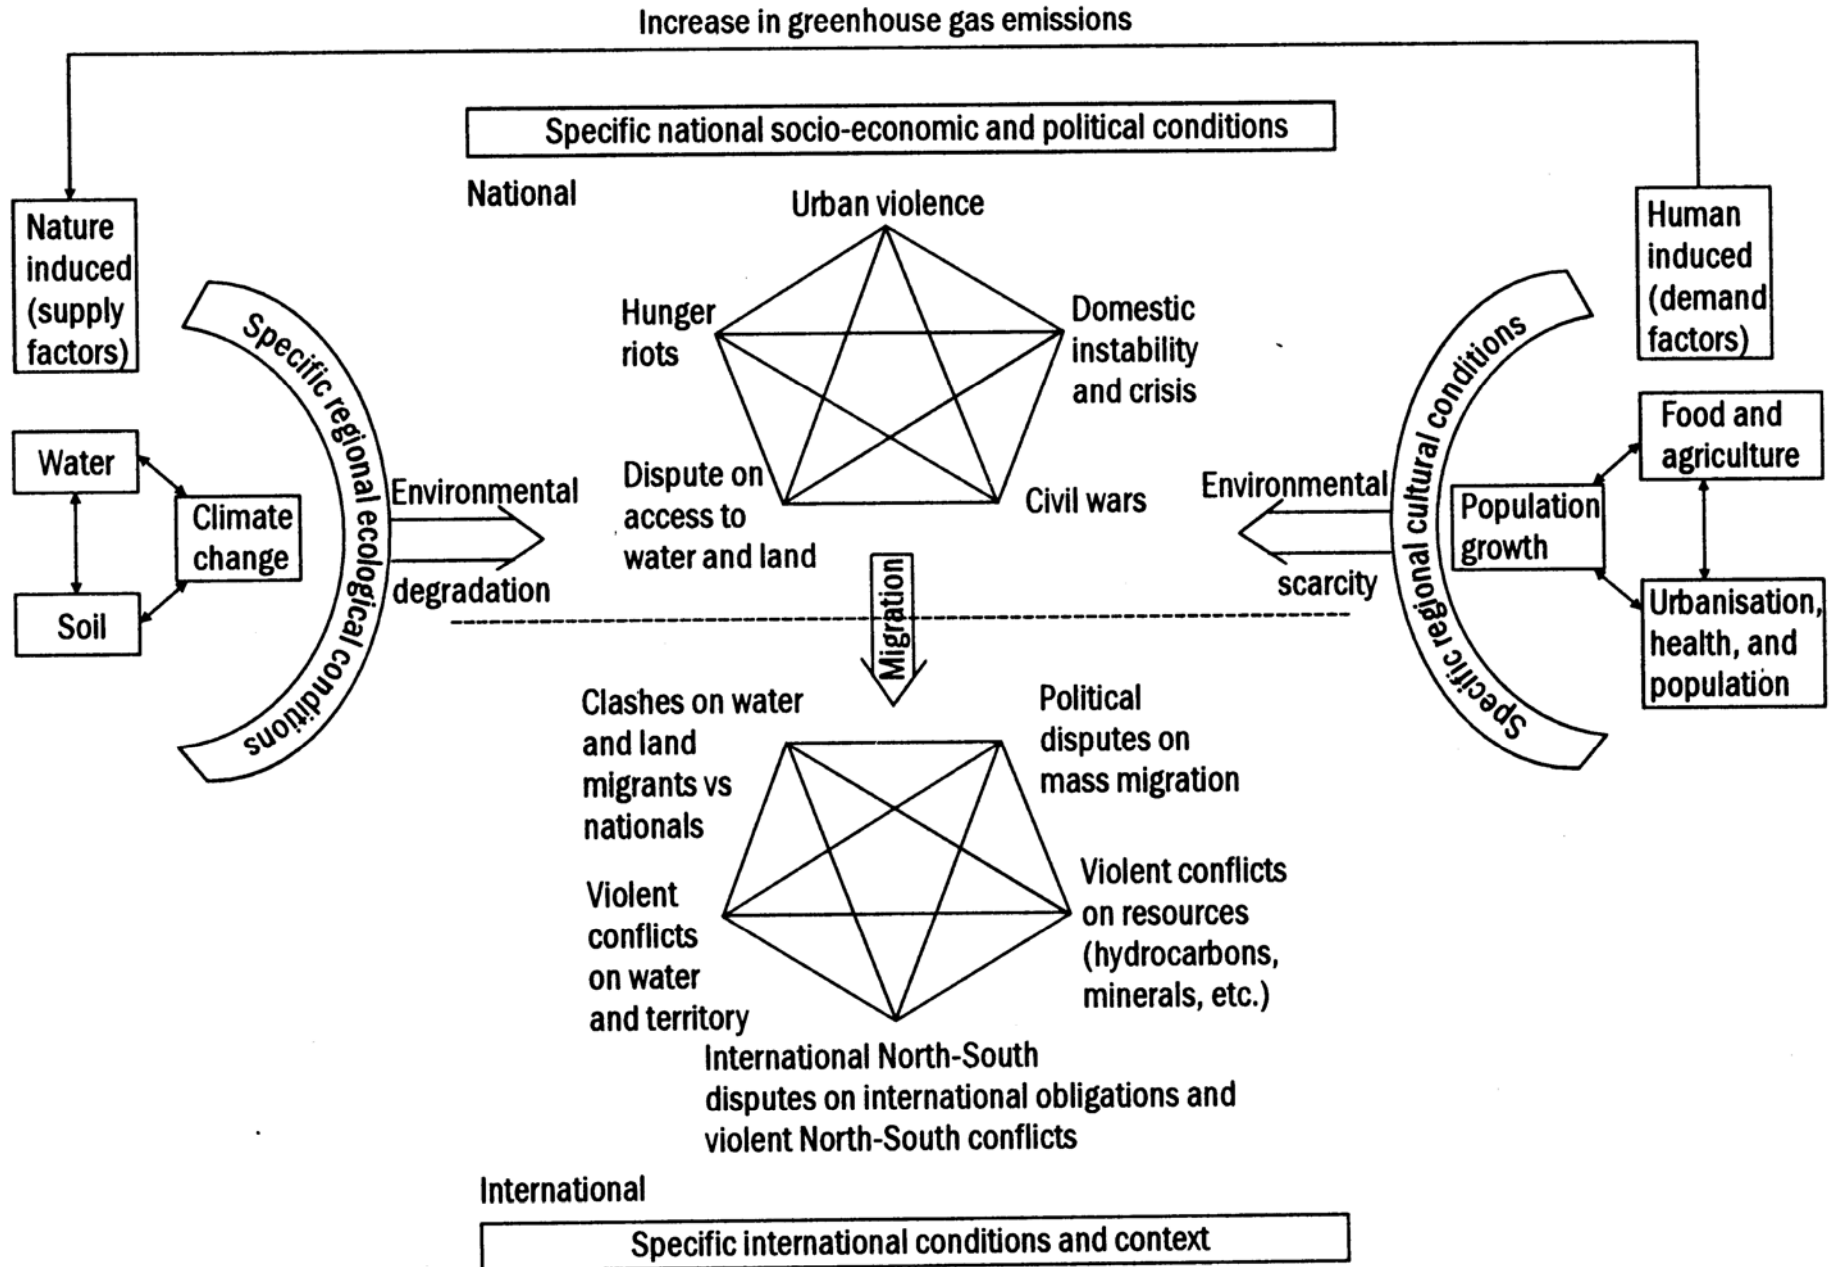 Increase in greenhouse gas emissions
Specific national socio-economic and political conditions
National
Nature
induced
(supply
factors)
Water
Climate
change
Soil
Specific regional ecological conditions
Environmental
degradation
Urban violence
Hunger
riots
Domestic
instability
and crisis
Dispute on
access to
water and land
Civil wars
Migration
Environmental
scarcity
Specific regional cultural conditions
Human
induced
(demand
factors)
Food and
agriculture
Population
growth
Urbanisation,
health, and
population
Clashes on water
and land
migrants vs
nationals
Political
disputes on
mass migration
Violent
conflicts
on water
and territory
Violent conflicts
on resources
(hydrocarbons,
minerals, etc.)
International North-South
disputes on international obligations and
violent North-South conflicts
International
Specific international conditions and context